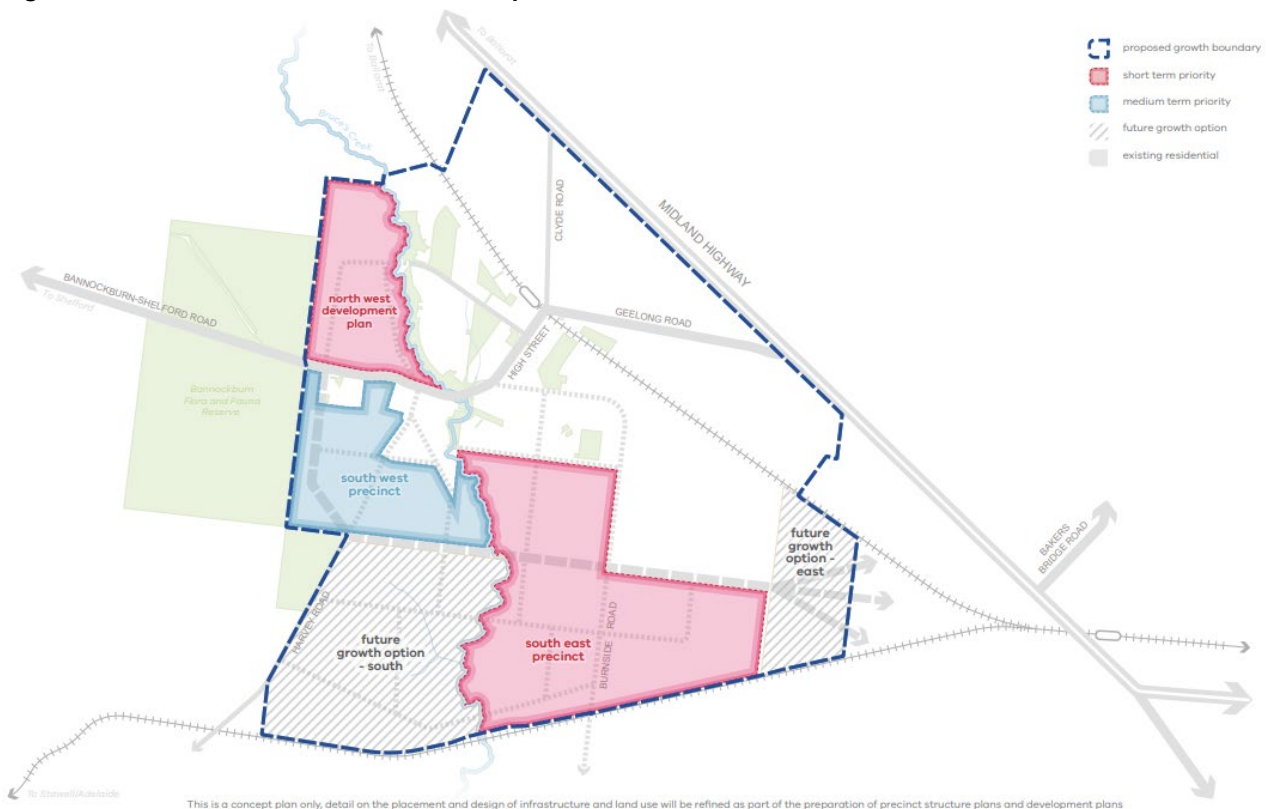 To Ballarat
To Ballarat
Bruce's Creek
proposed growth boundary
short term priority
medium term priority
future growth option
existing residential
CLYDE ROAD
MIDLAND HIGHWAY
BANNOCKBURN-SHELFORD ROAD
To Shelford
north west
development
plan
GEELONG ROAD
HIGH STREET
Bannockburn
Flora and Fauna
Reserve
south west
precinct
future
growth
option -
east
BAKERS
BRIDGE ROAD
HARVEY ROAD
future
growth option
- south
south east
precinct
BURNSIDE ROAD
To Stawell/Adelaide
This is a concept plan only, detail on the placement and design of infrastructure and land use will be refined as part of the preparation of precinct structure plans and development plans